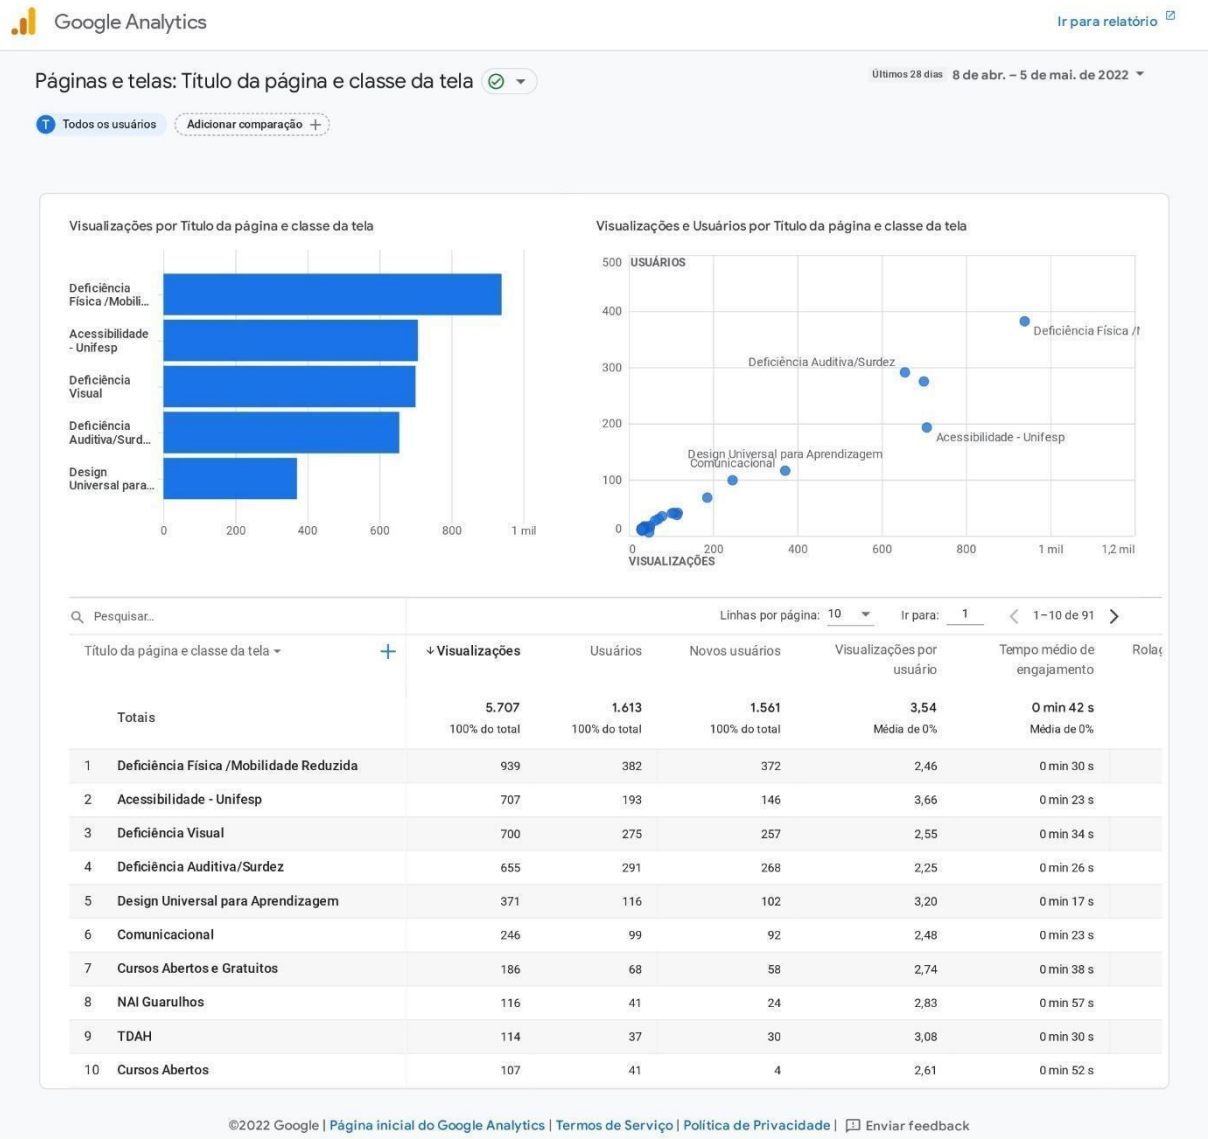 Google Analytics
Ir para relatório
Páginas e telas: Título da página e classe da tela
Últimos 28 dias 8 de abr. – 5 de mai. de 2022
T Todos os usuários
Adicionar comparação
Visualizações por Título da página e classe da tela
Deficiência
Física /Mobili...
Acessibilidade
- Unifesp
Deficiência
Visual
Deficiência
Auditiva/Surd...
Design
Universal para...
0 200 400 600 800 1 mil
Visualizações e Usuários por Título da página e classe da tela
500 USUÁRIOS
400
Deficiência Física /M
Deficiência Auditiva/Surdez
300
200
Acessibilidade - Unifesp
Design Universal para Aprendizagem
Comunicacional
100
0
0 200 400 600 800 1 mil 1,2 mil
VISUALIZAÇÕES
Pesquisar...
Linhas por página: 10 Ir para: 1 1–10 de 91
Título da página e classe da tela + ↓ Visualizações Usuários Novos usuários Visualizações por usuário Tempo médio de engajamento Rolag
Totais 5.707 1.613 1.561 3,54 0 min 42 s
100% do total 100% do total 100% do total Média de 0% Média de 0%
1 Deficiência Física /Mobilidade Reduzida 939 382 372 2,46 0 min 30 s
2 Acessibilidade - Unifesp 707 193 146 3,66 0 min 23 s
3 Deficiência Visual 700 275 257 2,55 0 min 34 s
4 Deficiência Auditiva/Surdez 655 291 268 2,25 0 min 26 s
5 Design Universal para Aprendizagem 371 116 102 3,20 0 min 17 s
6 Comunicacional 246 99 92 2,48 0 min 23 s
7 Cursos Abertos e Gratuitos 186 68 58 2,74 0 min 38 s
8 NAI Guarulhos 116 41 24 2,83 0 min 57 s
9 TDAH 114 37 30 3,08 0 min 30 s
10 Cursos Abertos 107 41 4 2,61 0 min 52 s
©2022 Google | Página inicial do Google Analytics | Termos de Serviço | Política de Privacidade | Enviar feedback